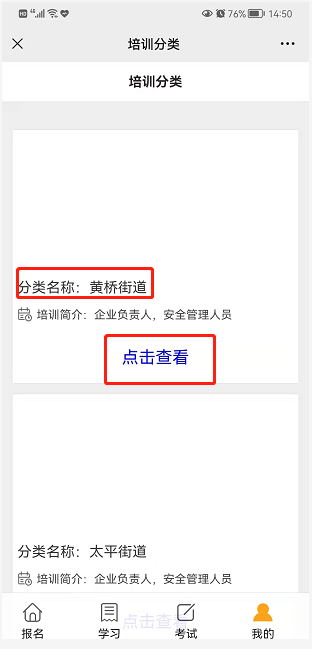 76% 14:50
培训分类
培训分类
分类名称：黄桥街道
培训简介：企业负责人，安全管理人员
点击查看
分类名称：太平街道
培训简介：企业负责人，安全管理人员
点击查看
报名 学习 考试 我的